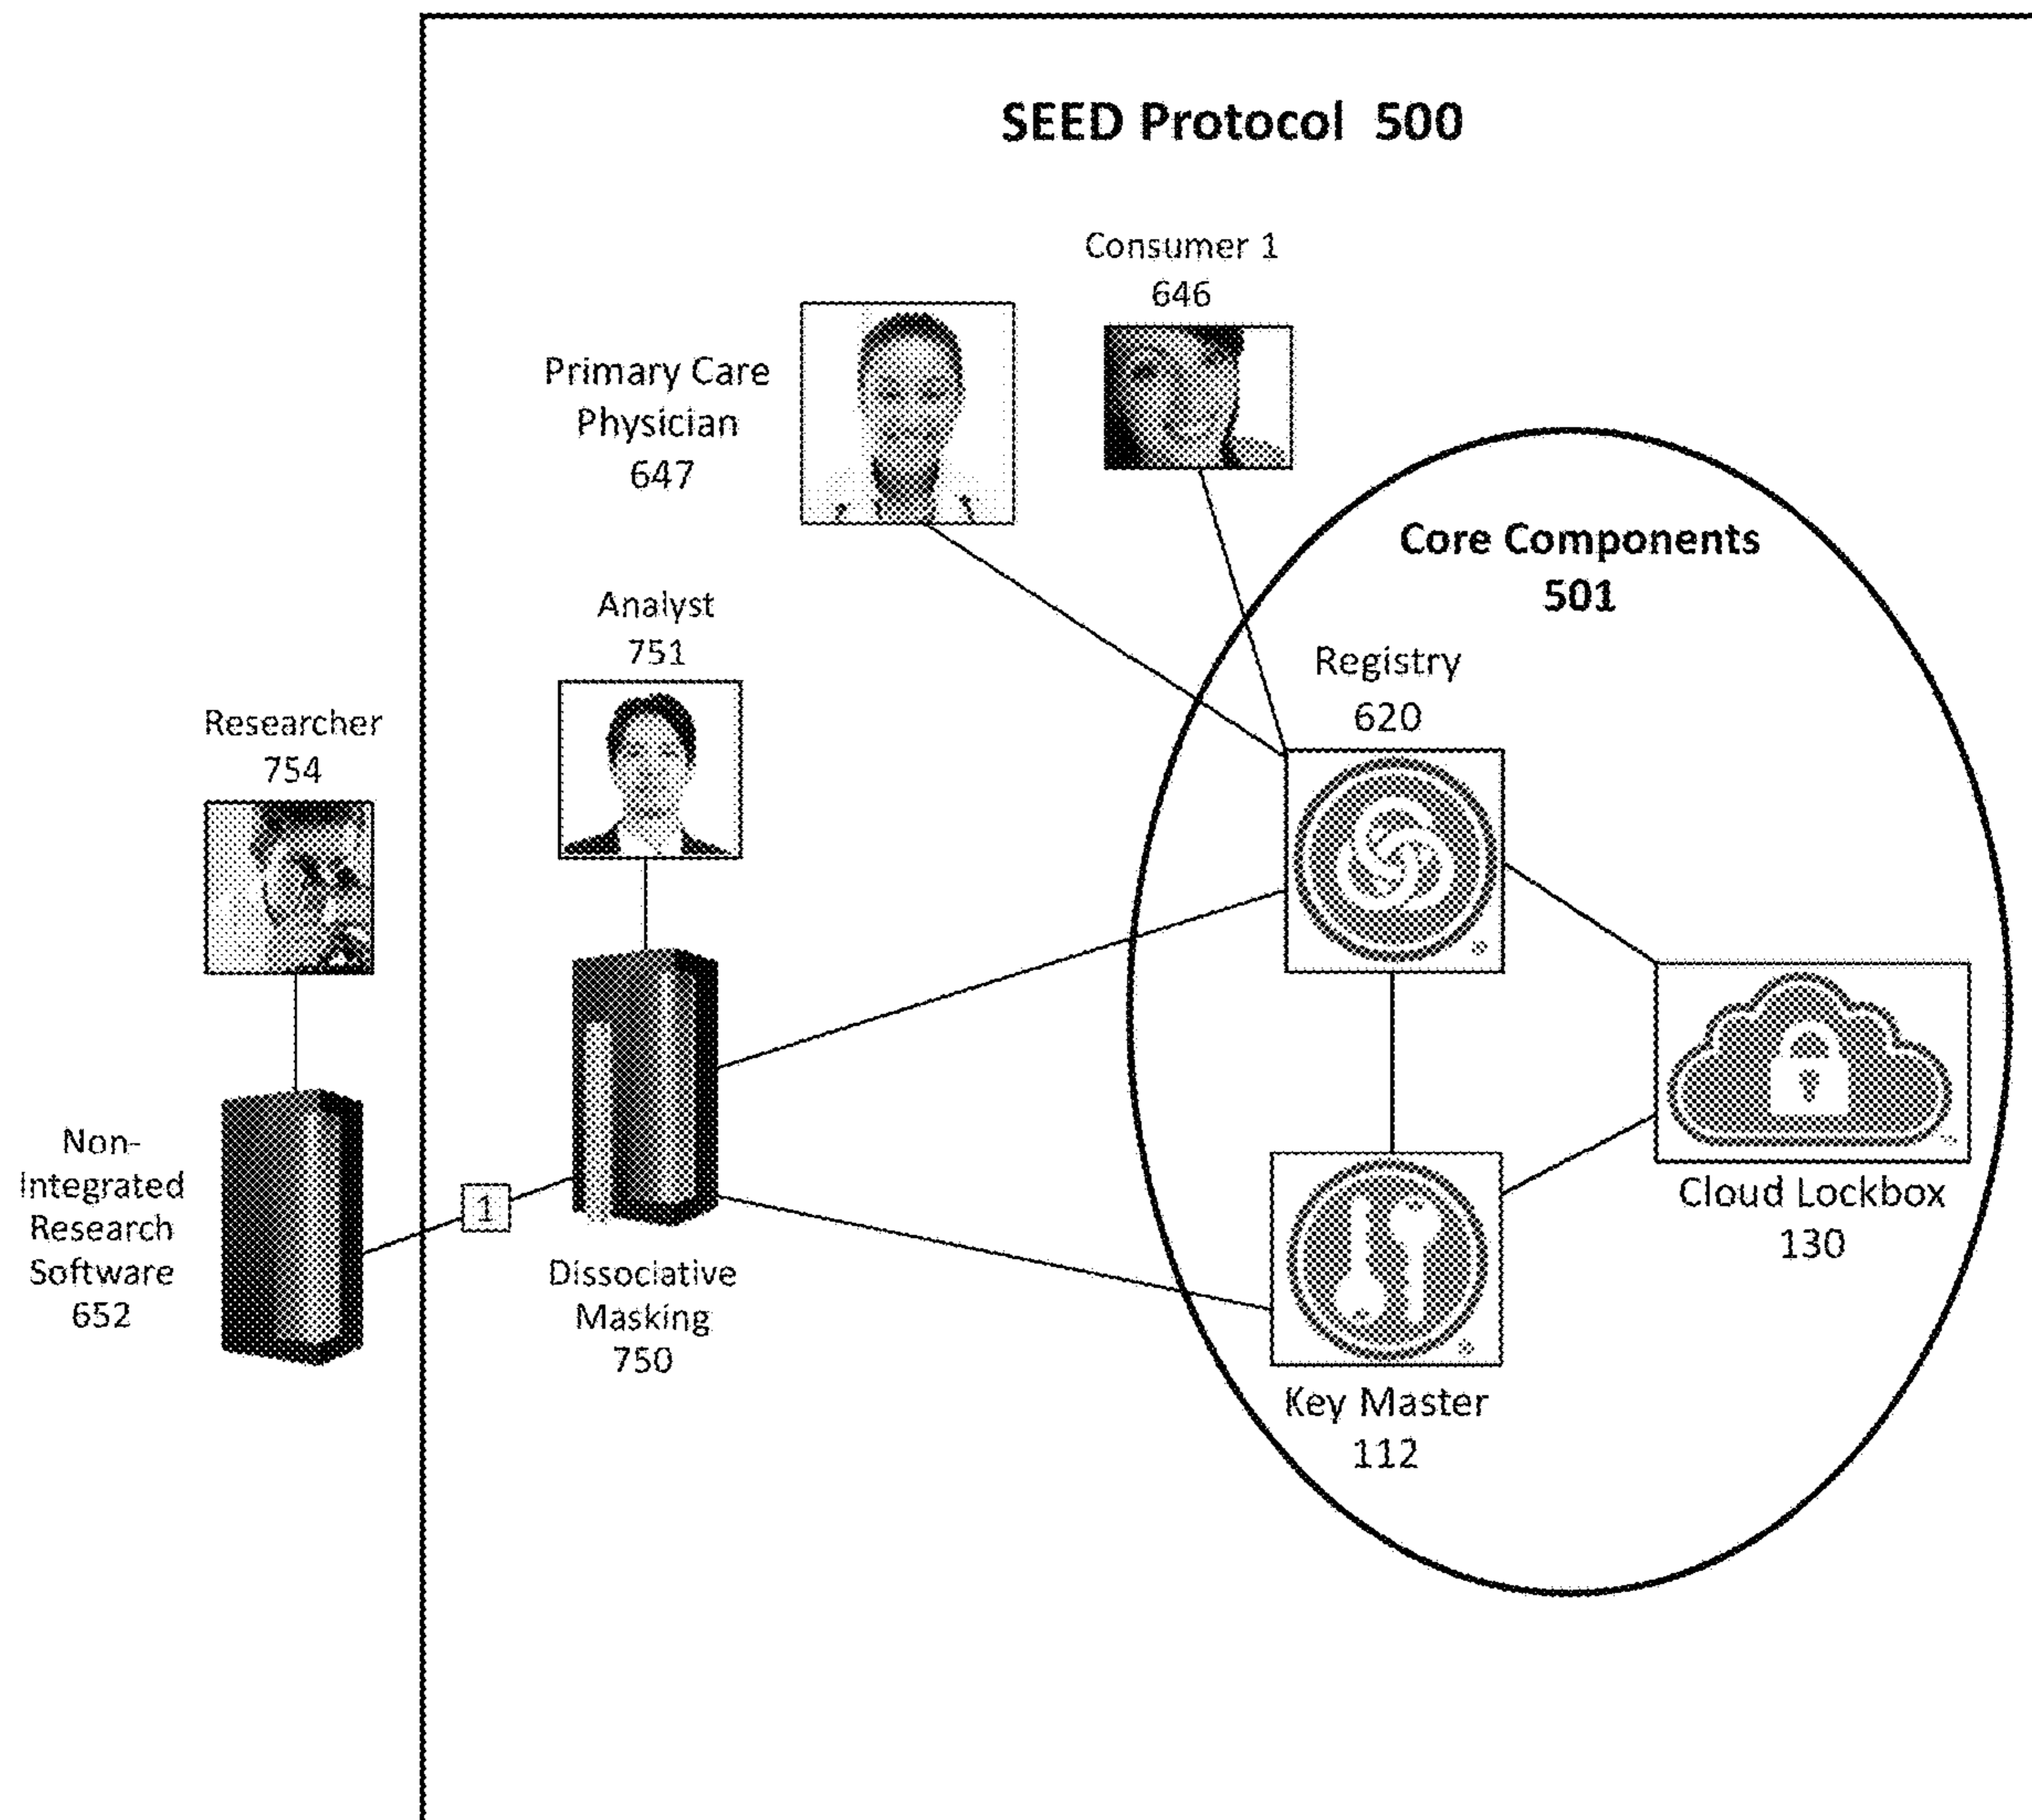 SEED Protocol 500
Consumer 1
646
Primary Care
Physician
647
Core Components
501
Analyst
751
Registry
620
Researcher
754
Non-
Integrated
Research
Software
652
1
Dissociative
Masking
750
Cloud Lockbox
130
Key Master
112